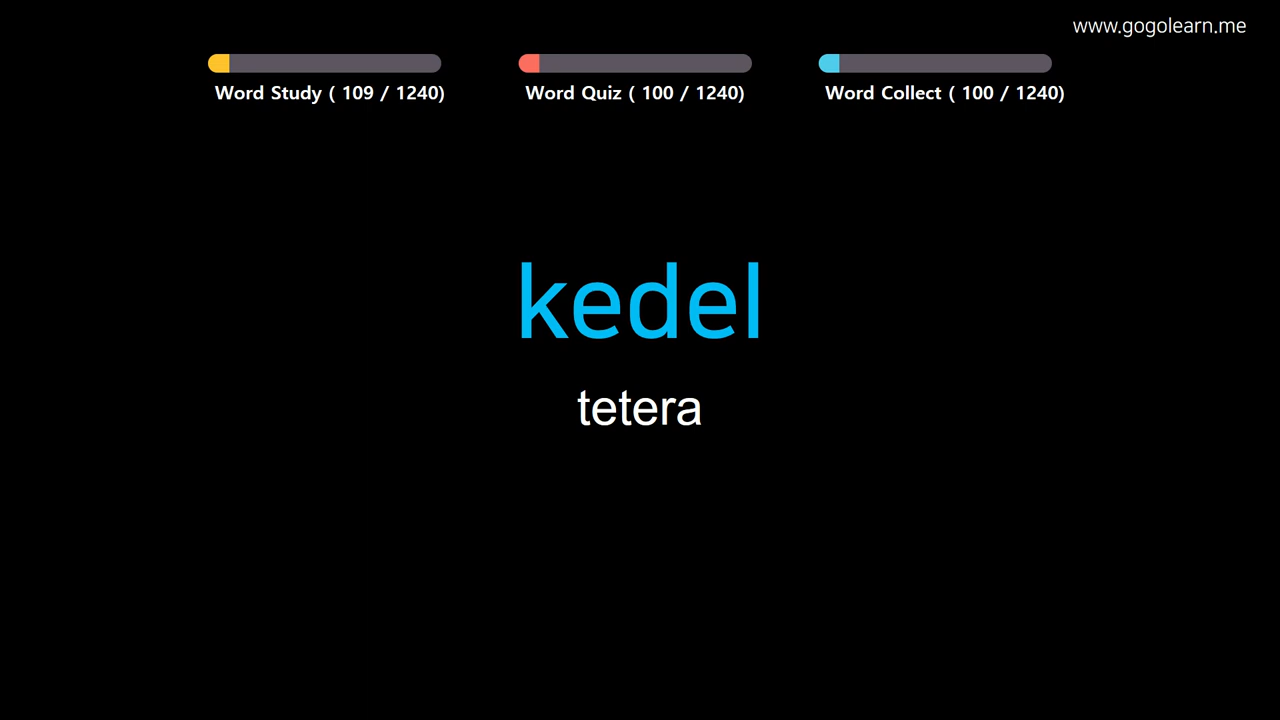 www.gogolearn.me
Word Study ( 109 / 1240)
Word Quiz ( 100 / 1240)
Word Collect ( 100 / 1240)
kedel
tetera